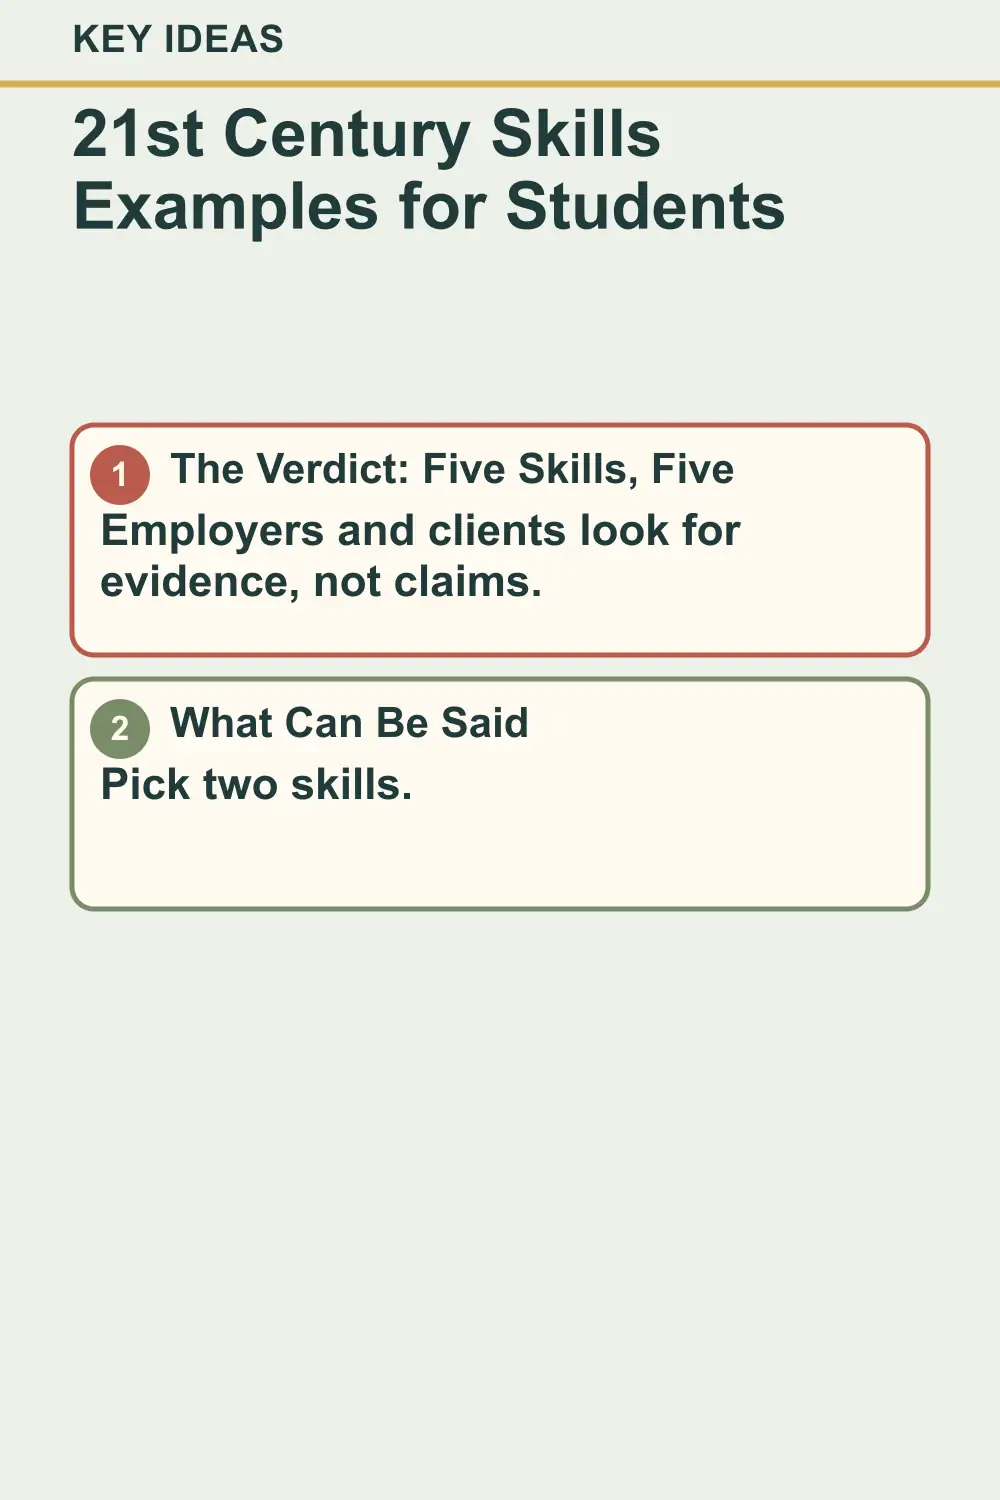 KEY IDEAS
21st Century Skills
Examples for Students
1 The Verdict: Five Skills, Five
Employers and clients look for
evidence, not claims.
2 What Can Be Said
Pick two skills.